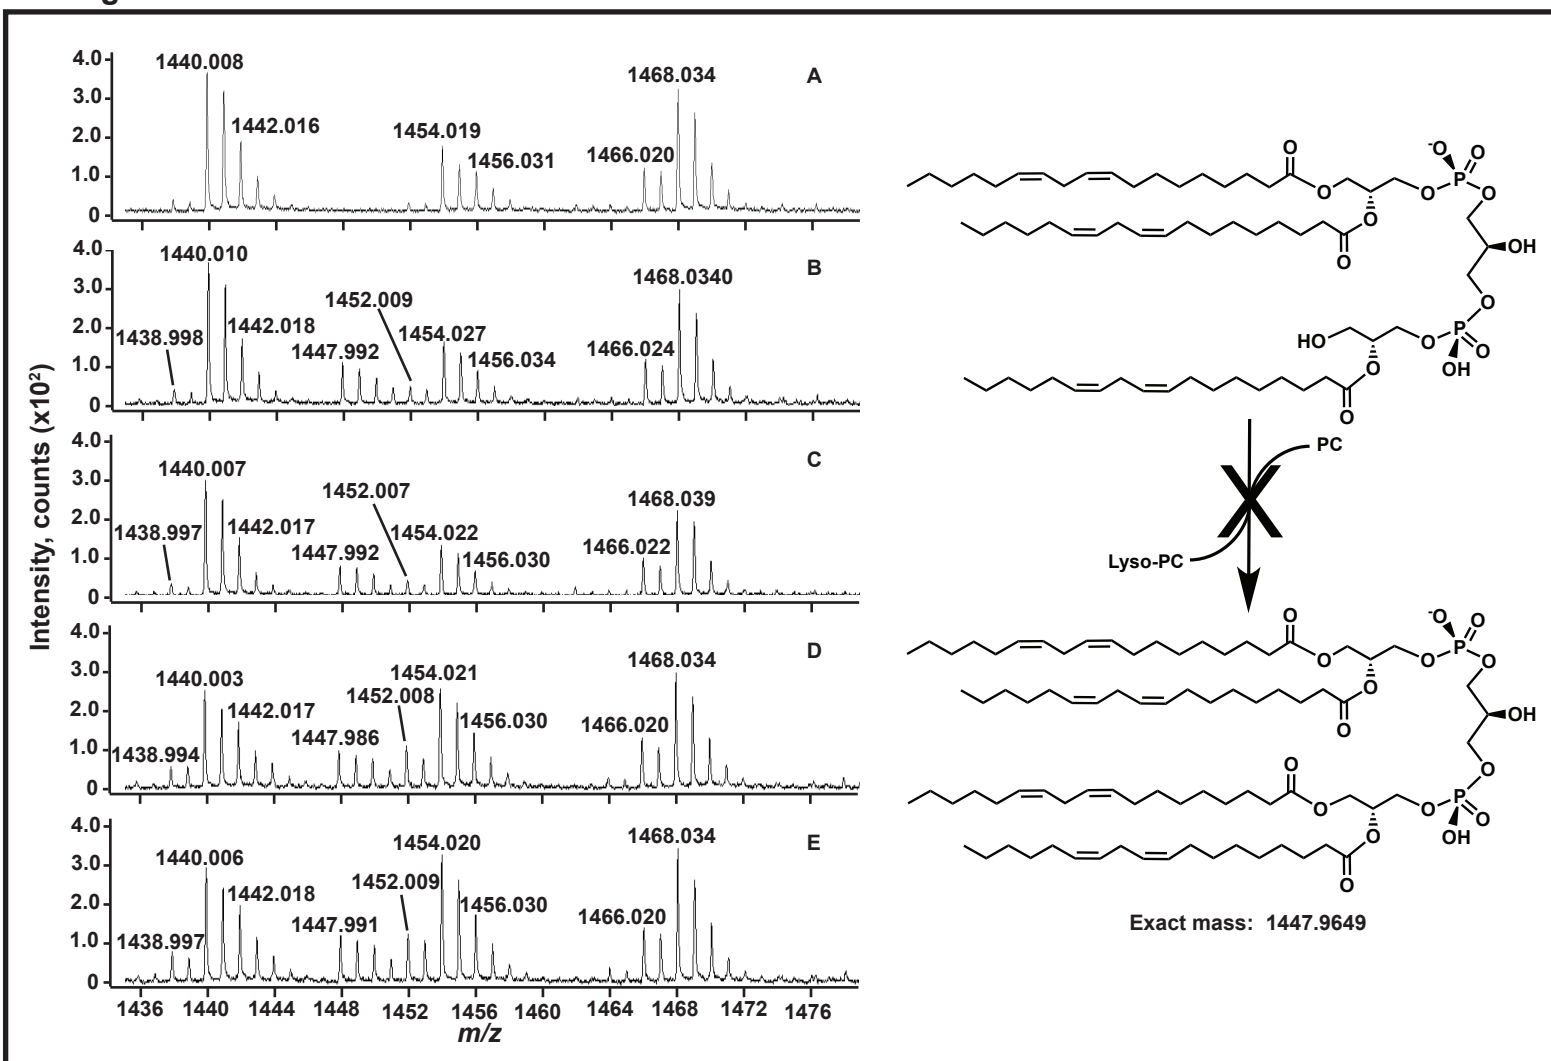 4.0
3.0
2.0
1.0
0
1440.008
1442.016
1454.019
1456.031
1466.020
1468.034
A
4.0
3.0
2.0
1.0
0
1438.998
1440.010
1442.018
1447.992
1452.009
1454.027
1456.034
1466.024
1468.0340
B
4.0
3.0
2.0
1.0
0
1438.997
1440.007
1442.017
1447.992
1452.007
1454.022
1456.030
1466.022
1468.039
C
4.0
3.0
2.0
1.0
0
1438.994
1440.003
1442.017
1447.986
1452.008
1454.021
1456.030
1466.020
1468.034
D
4.0
3.0
2.0
1.0
0
1438.997
1440.006
1442.018
1447.991
1452.009
1454.020
1456.030
1466.020
1468.034
E
1436 1440 1444 1448 1452 1456 1460 1464 1468 1472 1476
m/z
Intensity, counts (x10²)
O
O
-O
P
O
O
O
O
O
OH
O
HO
O
P
O
OH
O
O
PC
Lyso-PC
O
O
-O
P
O
O
O
O
O
OH
O
O
O
O
P
O
OH
O
O
Exact mass: 1447.9649